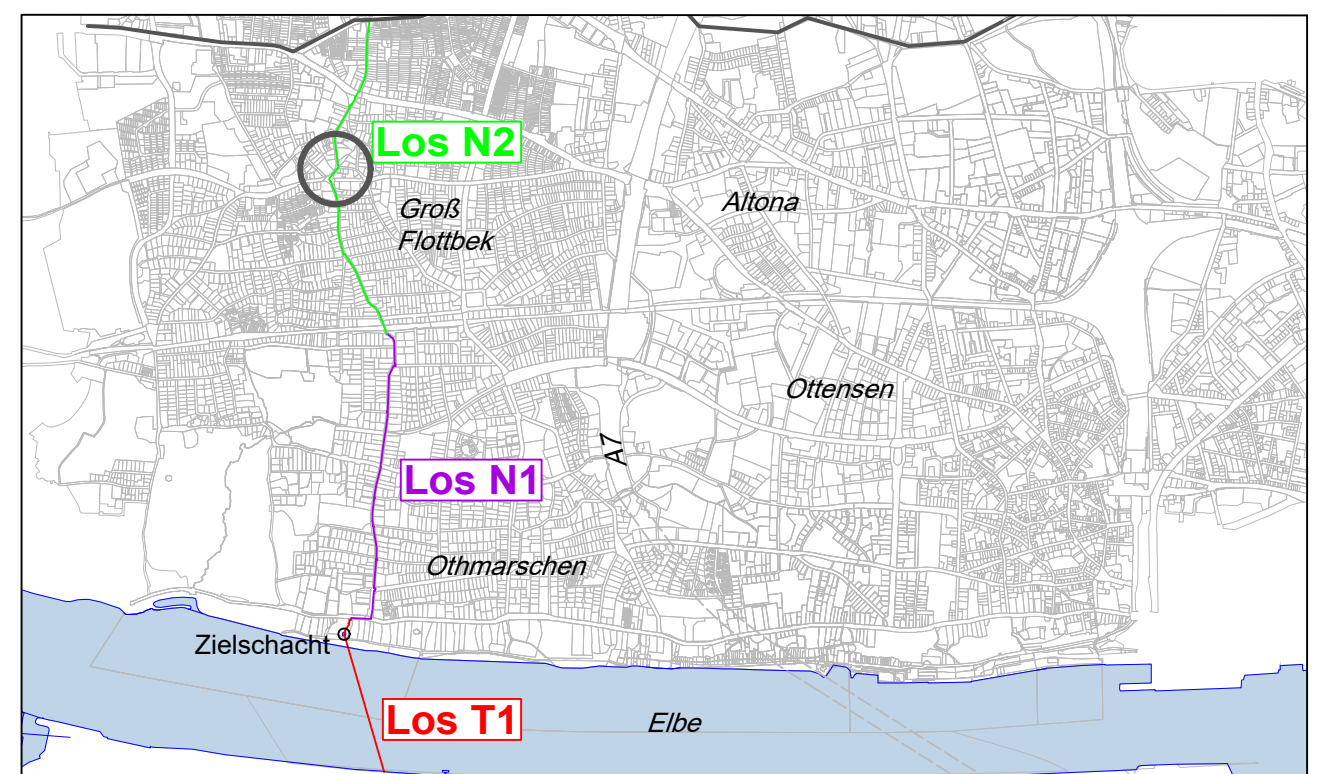 Los N2
Altona
Groß
Flottbek
Ottensen
A7
Los N1
Othmarschen
Zielschacht
Los T1
Elbe